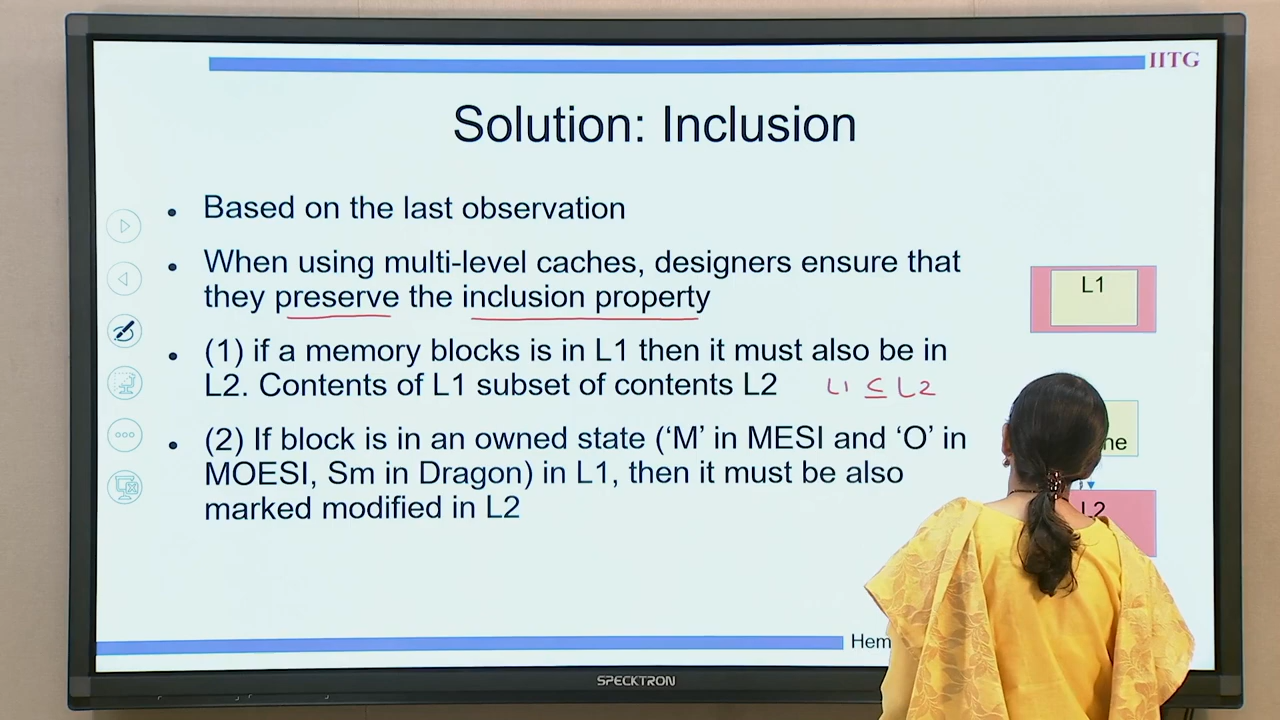 IITG
Solution: Inclusion
Based on the last observation
When using multi-level caches, designers ensure that
they preserve the inclusion property
(1) if a memory blocks is in L1 then it must also be in
L2. Contents of L1 subset of contents L2
L1 ⊆ L2
(2) If block is in an owned state (‘M’ in MESI and ‘O’ in
MOESI, Sm in Dragon) in L1, then it must be also
marked modified in L2
L1
L2
SPECKTRON